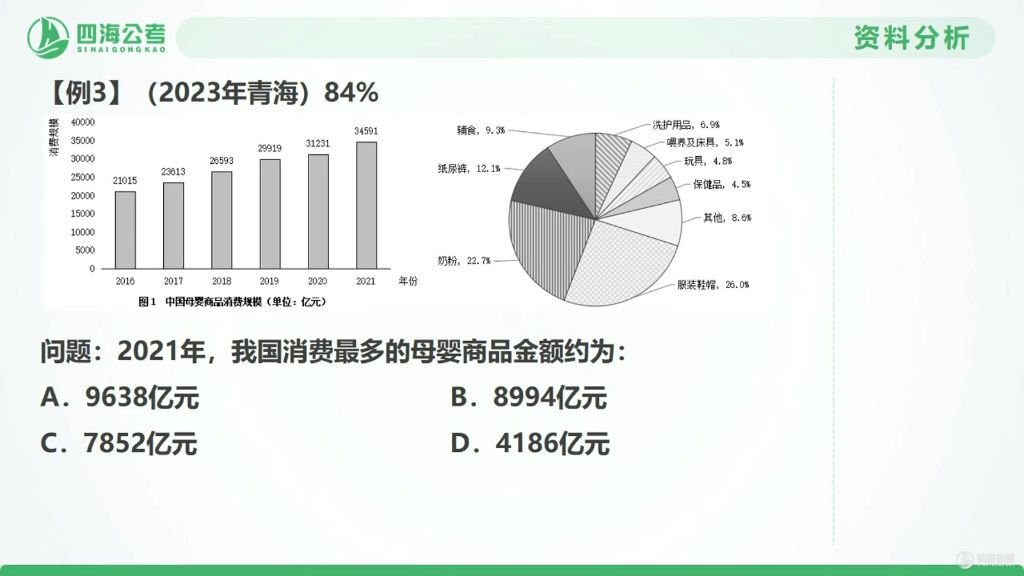 四海公考
SIHAIGONGKAO
资料分析
【例3】（2023年青海）84%
消费规模
40000
35000
30000
25000
20000
15000
10000
5000
0
21015
23613
26593
29919
31231
34591
2016
2017
2018
2019
2020
2021
年份
图1 中国母婴商品消费规模（单位：亿元）
洗护用品，6.9%
喂养及床具，5.1%
玩具，4.8%
保健品，4.5%
其他，8.6%
服装鞋帽，26.0%
奶粉，22.7%
纸尿裤，12.1%
辅食，9.3%
问题：2021年，我国消费最多的母婴商品金额约为：
A．9638亿元
B．8994亿元
C．7852亿元
D．4186亿元